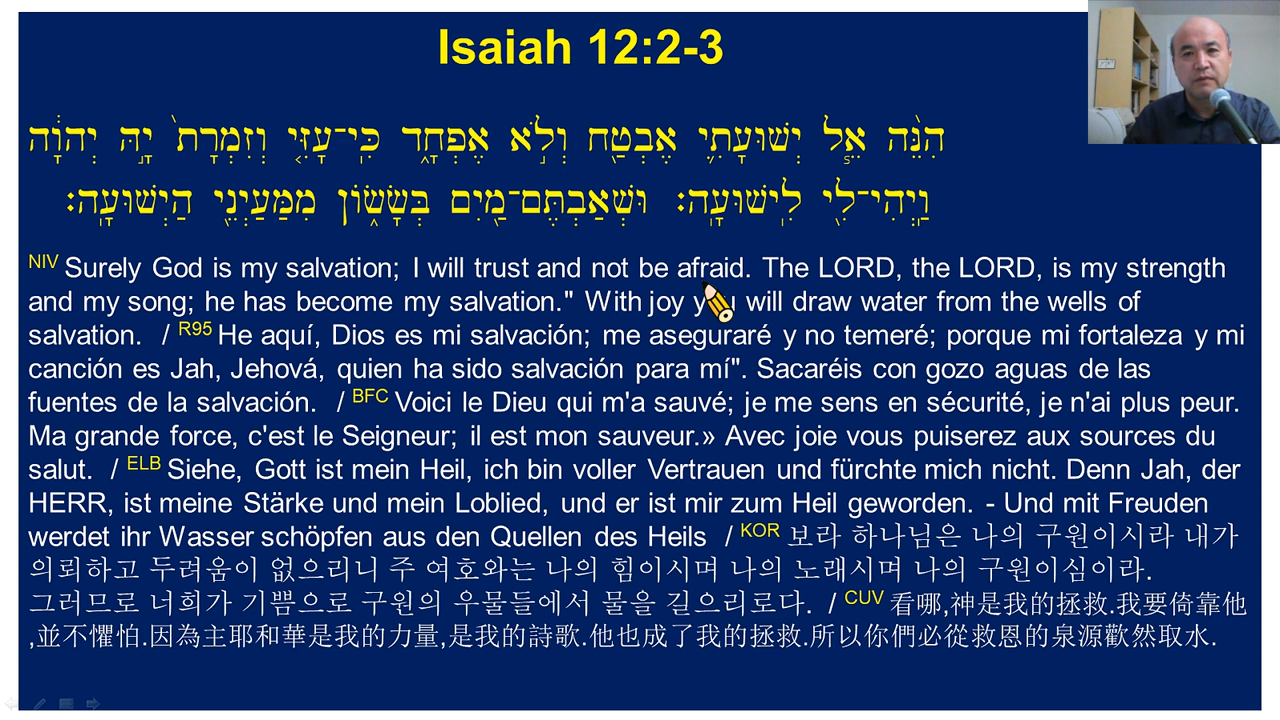 Isaiah 12:2-3
הִנֵּ֨ה אֵ֧ל יְשׁוּעָתִ֛י אֶבְטַ֖ח וְלֹ֣א אֶפְחָ֑ד כִּֽי־עָזִּ֤י וְזִמְרָת֙ יָ֣הּ יְהוָ֔ה
וַֽיְהִי־לִ֖י לִֽישׁוּעָֽה׃ וּשְׁאַבְתֶּם־מַ֖יִם בְּשָׂשׂ֑וֹן מִמַּעַיְנֵ֖י הַיְשׁוּעָֽה׃
NIV Surely God is my salvation; I will trust and not be afraid. The LORD, the LORD, is my strength
and my song; he has become my salvation." With joy you will draw water from the wells of
salvation. / R95 He aquí, Dios es mi salvación; me aseguraré y no temeré; porque mi fortaleza y mi
canción es Jah, Jehová, quien ha sido salvación para mí". Sacaréis con gozo aguas de las
fuentes de la salvación. / BFC Voici le Dieu qui m'a sauvé; je me sens en sécurité, je n'ai plus peur.
Ma grande force, c'est le Seigneur; il est mon sauveur.» Avec joie vous puiserez aux sources du
salut. / ELB Siehe, Gott ist mein Heil, ich bin voller Vertrauen und fürchte mich nicht. Denn Jah, der
HERR, ist meine Stärke und mein Loblied, und er ist mir zum Heil geworden. - Und mit Freuden
werdet ihr Wasser schöpfen aus den Quellen des Heils / KOR 보라 하나님은 나의 구원이시라 내가
의뢰하고 두려움이 없으리니 주 여호와는 나의 힘이시며 나의 노래시며 나의 구원이심이라.
그러므로 너희가 기쁨으로 구원의 우물들에서 물을 길으리로다. / CUV 看哪,神是我的拯救.我要倚靠他
,並不懼怕.因為主耶和華是我的力量,是我的詩歌.他也成了我的拯救.所以你們必從救恩的泉源歡然取水.